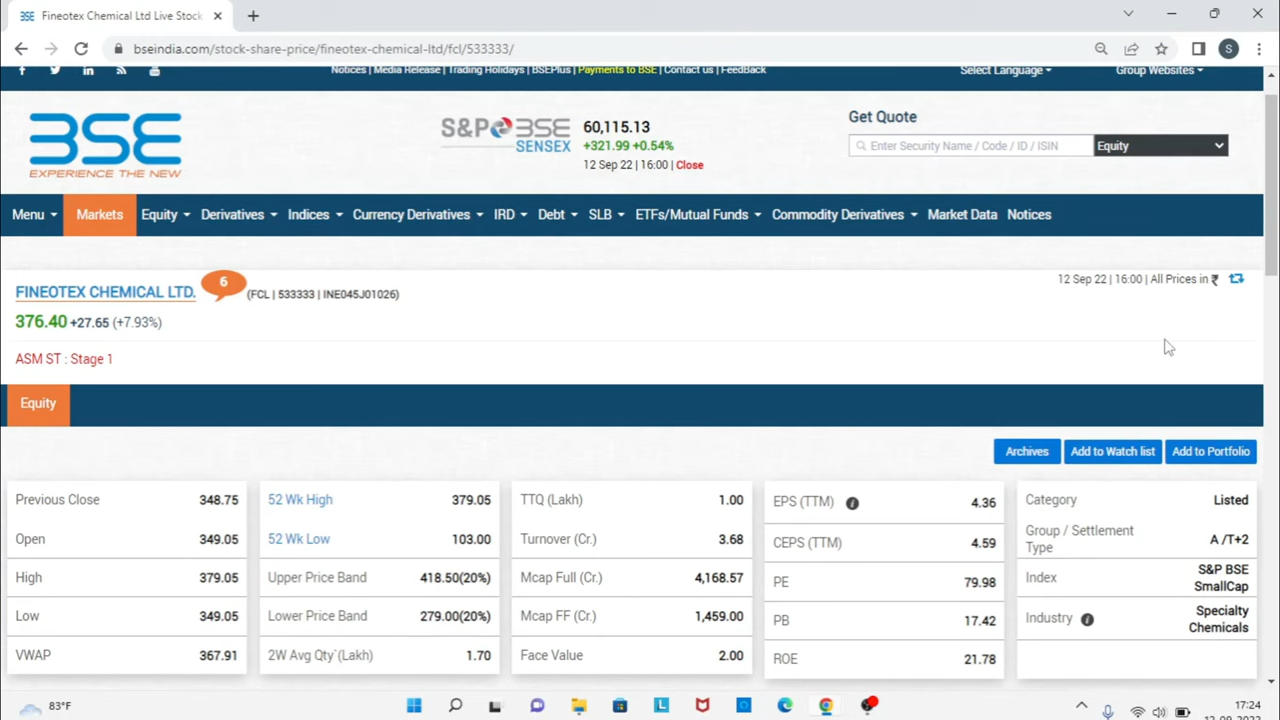 Fineotex Chemical Ltd Live Stock
bseindia.com/stock-share-price/fineotex-chemical-ltd/fcl/533333/
S
Notices | Media Release | Trading Holidays | BSEPlus | Payments to BSE | Contact us | FeedBack
Select Language
Group Websites
BSE
EXPERIENCE THE NEW
S&P BSE
SENSEX
60,115.13
+321.99 +0.54%
12 Sep 22 | 16:00 | Close
Get Quote
Enter Security Name / Code / ID / ISIN
Equity
Menu Markets Equity Derivatives Indices Currency Derivatives IRD Debt SLB ETFs/Mutual Funds Commodity Derivatives Market Data Notices
FINEOTEX CHEMICAL LTD.
6
(FCL | 533333 | INE045J01026)
12 Sep 22 | 16:00 | All Prices in ₹
376.40 +27.65 (+7.93%)
ASM ST : Stage 1
Equity
Archives
Add to Watch list
Add to Portfolio
Previous Close 348.75
Open 349.05
High 379.05
Low 349.05
VWAP 367.91
52 Wk High 379.05
52 Wk Low 103.00
Upper Price Band 418.50(20%)
Lower Price Band 279.00(20%)
2W Avg Qty`(Lakh) 1.70
TTQ (Lakh) 1.00
Turnover (Cr.) 3.68
Mcap Full (Cr.) 4,168.57
Mcap FF (Cr.) 1,459.00
Face Value 2.00
EPS (TTM) 4.36
CEPS (TTM) 4.59
PE 79.98
PB 17.42
ROE 21.78
Category Listed
Group / Settlement
Type
A /T+2
Index
S&P BSE
SmallCap
Industry
Specialty
Chemicals
83°F
17:24